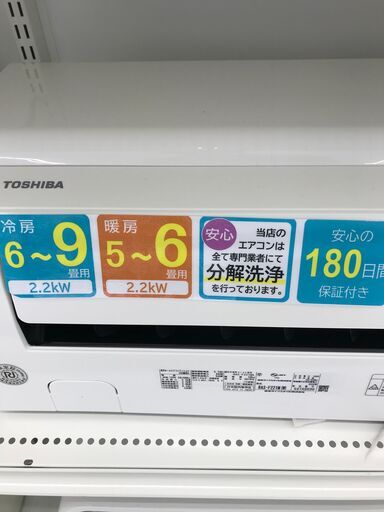 TOSHIBA
冷房
6～9
畳用
2.2kW
暖房
5～6
畳用
2.2kW
安心
当店の
エアコンは
全て専門業者にて
分解洗浄
を行っております。
安心の
180日間
保証付き